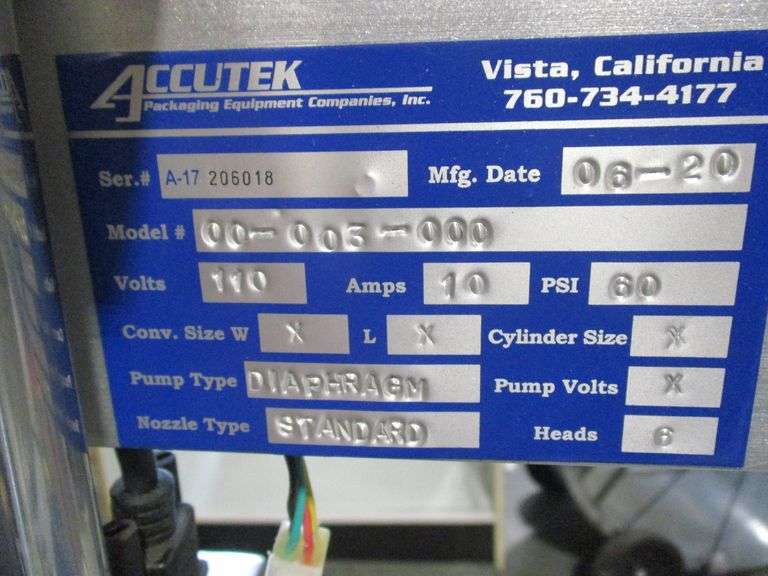 ACCUTEK
Packaging Equipment Companies, Inc.
Vista, California
760-734-4177
Ser.# A-17 206018 Mfg. Date 06-20
Model # 00-003-000
Volts 110 Amps 10 PSI 60
Conv. Size W X L X Cylinder Size X
Pump Type DIAPHRAGM Pump Volts X
Nozzle Type STANDARD Heads 6